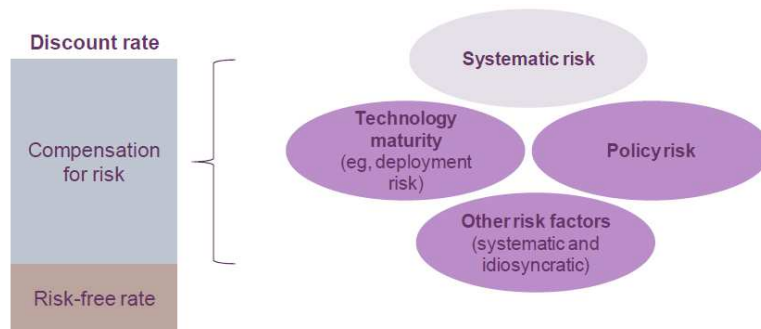 Discount rate
Compensation
for risk
Risk-free rate
Systematic risk
Technology
maturity
(eg, deployment
risk)
Policy risk
Other risk factors
(systematic and
idiosyncratic)